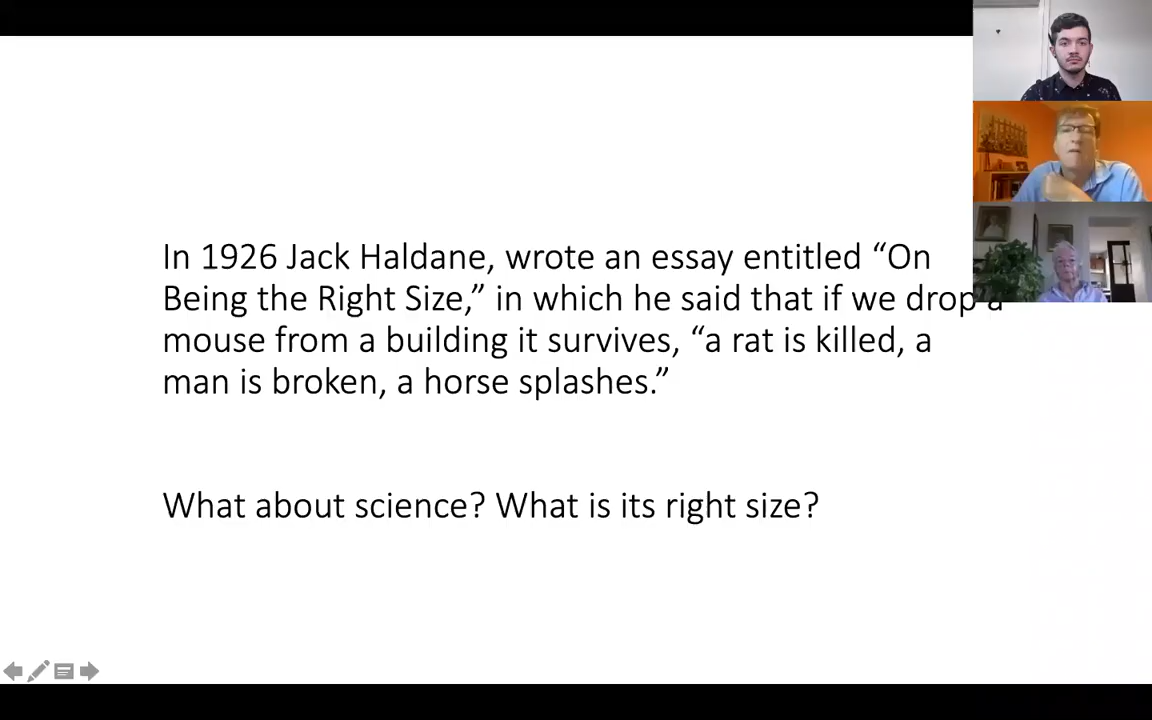 In 1926 Jack Haldane, wrote an essay entitled “On
Being the Right Size,” in which he said that if we drop a
mouse from a building it survives, “a rat is killed, a
man is broken, a horse splashes.”
What about science? What is its right size?